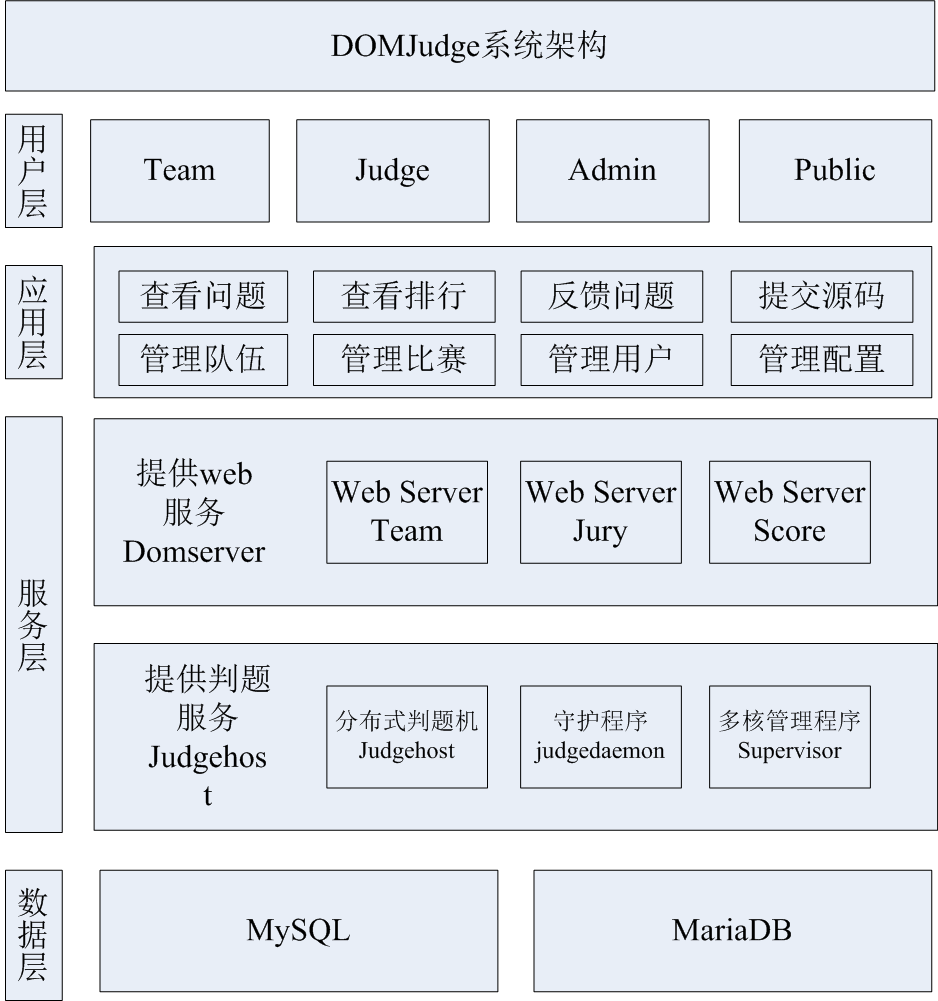 DOMJudge系统架构
用
户
层
Team
Judge
Admin
Public
应
用
层
查看问题
查看排行
反馈问题
提交源码
管理队伍
管理比赛
管理用户
管理配置
服
务
层
提供web
服务
Domserver
Web Server
Team
Web Server
Jury
Web Server
Score
提供判题
服务
Judgehos
t
分布式判题机
Judgehost
守护程序
judgedaemon
多核管理程序
Supervisor
数
据
层
MySQL
MariaDB